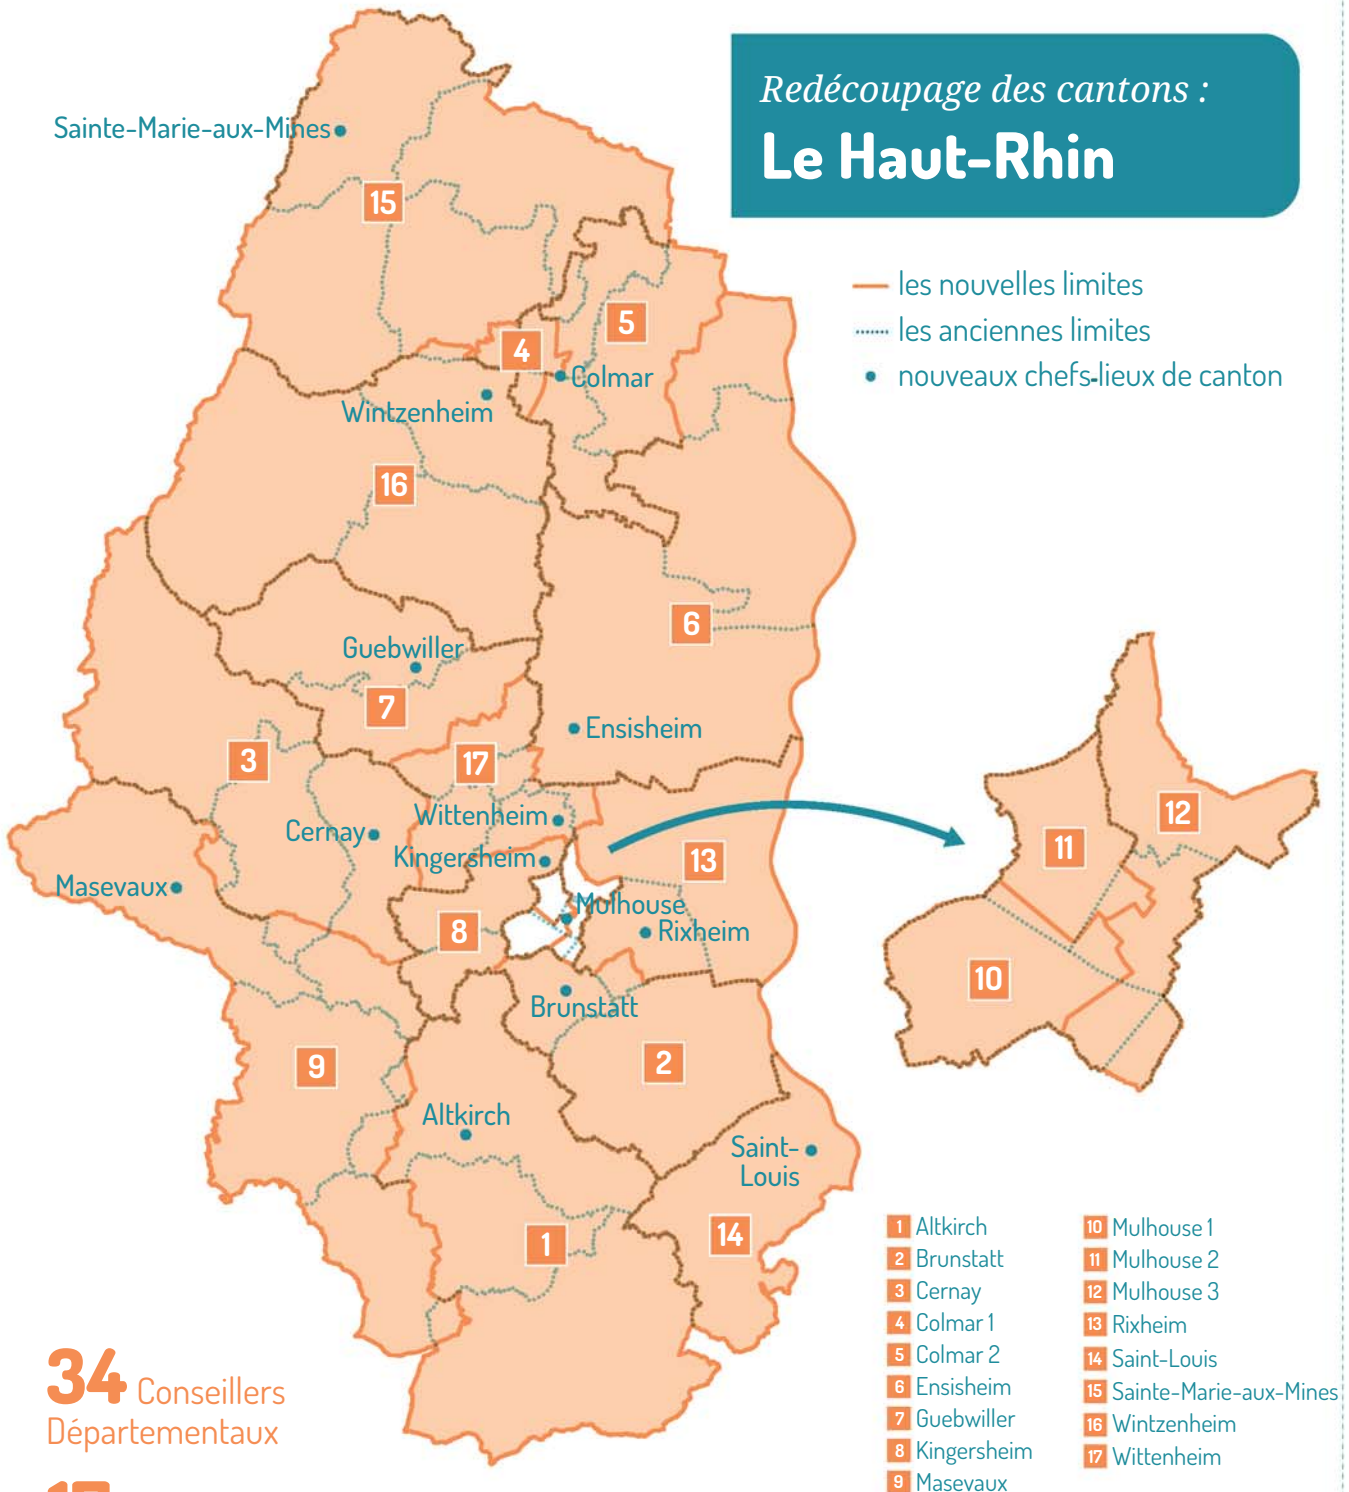 Redécoupage des cantons :
Le Haut-Rhin
les nouvelles limites
les anciennes limites
nouveaux chefs-lieux de canton
Sainte-Marie-aux-Mines
15
5
4
Colmar
Wintzenheim
16
6
Guebwiller
7
Ensisheim
3
17
Wittenheim
Cernay
Kingersheim
13
Masevaux
Mulhouse
8
Rixheim
Brunstatt
2
9
Altkirch
Saint-
Louis
14
1
12
11
10
1 Altkirch
2 Brunstatt
3 Cernay
4 Colmar 1
5 Colmar 2
6 Ensisheim
7 Guebwiller
8 Kingersheim
9 Masevaux
10 Mulhouse 1
11 Mulhouse 2
12 Mulhouse 3
13 Rixheim
14 Saint-Louis
15 Sainte-Marie-aux-Mines
16 Wintzenheim
17 Wittenheim
34 Conseillers
Départementaux
17